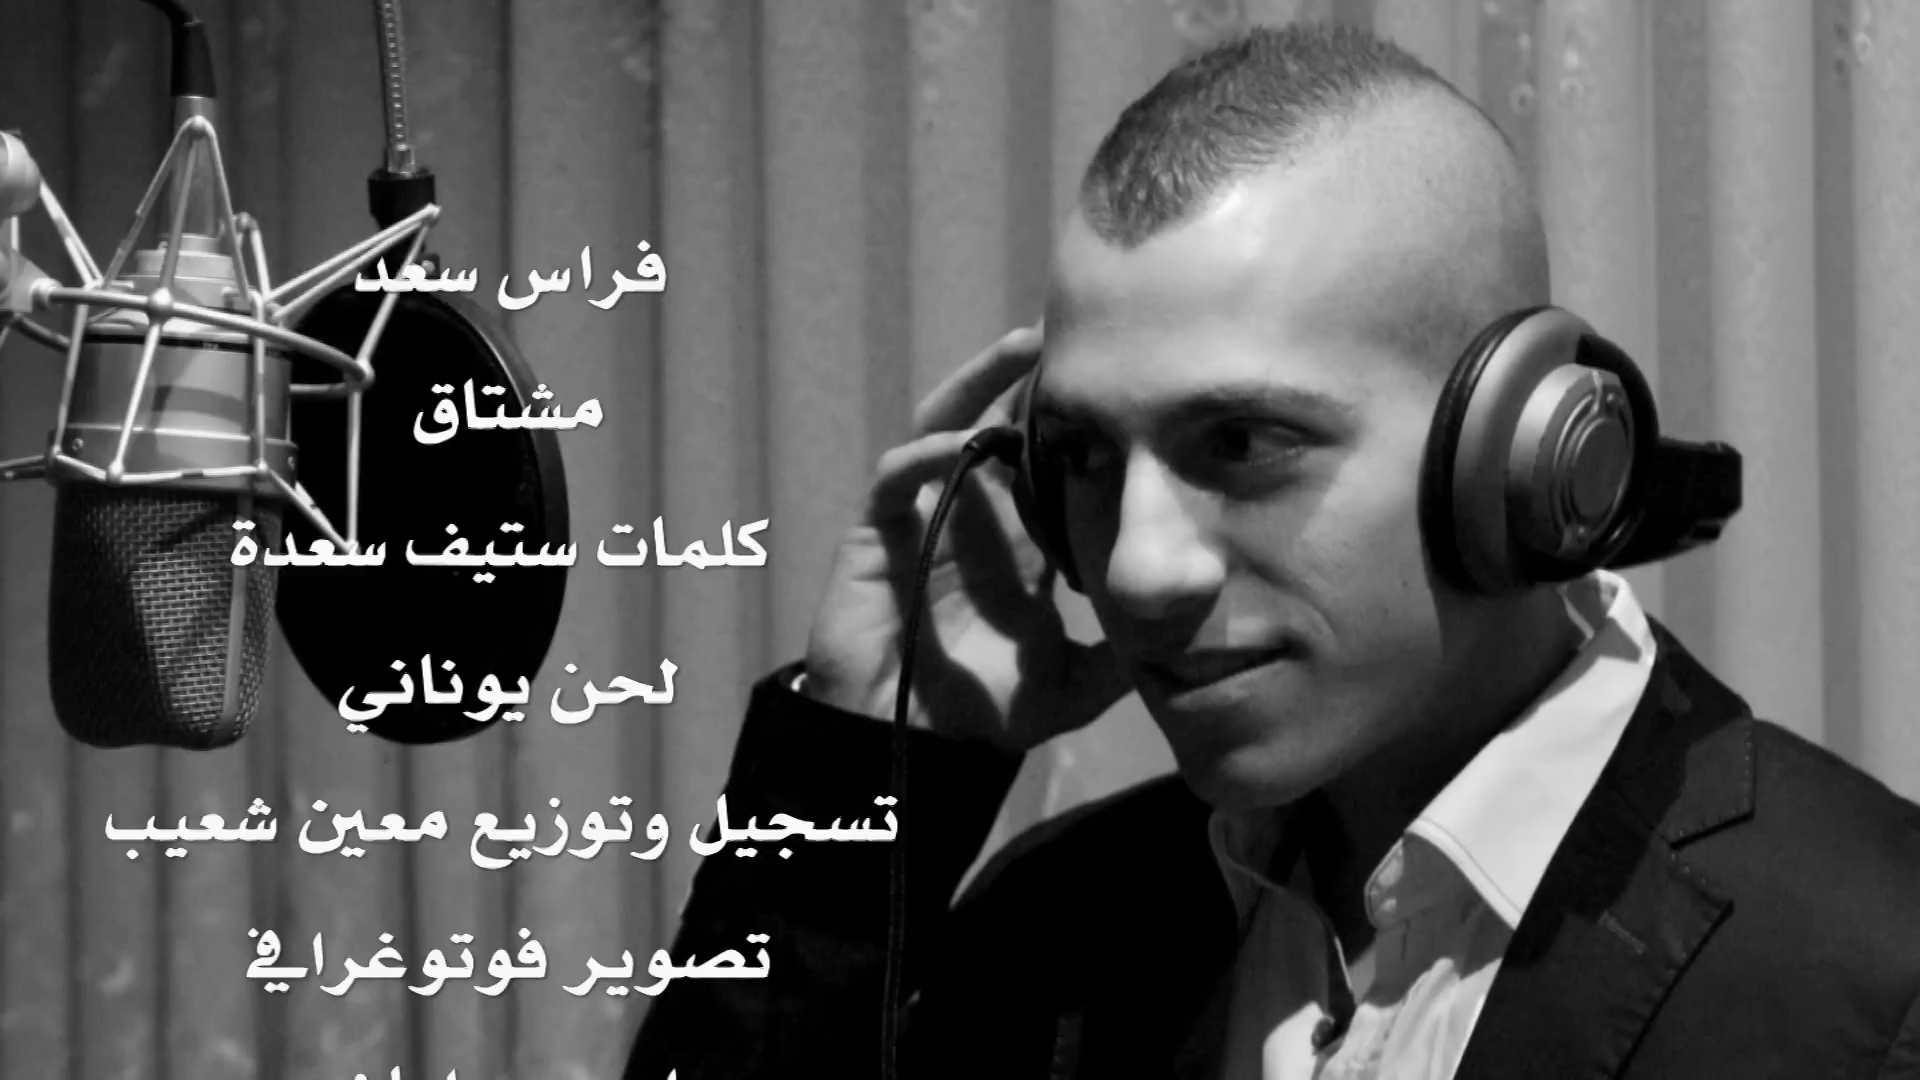 فراس سعد
مشتاق
كلمات ستيف سعدة
لحن يوناني
تسجيل وتوزيع معين شعيب
تصوير فوتوغرافي